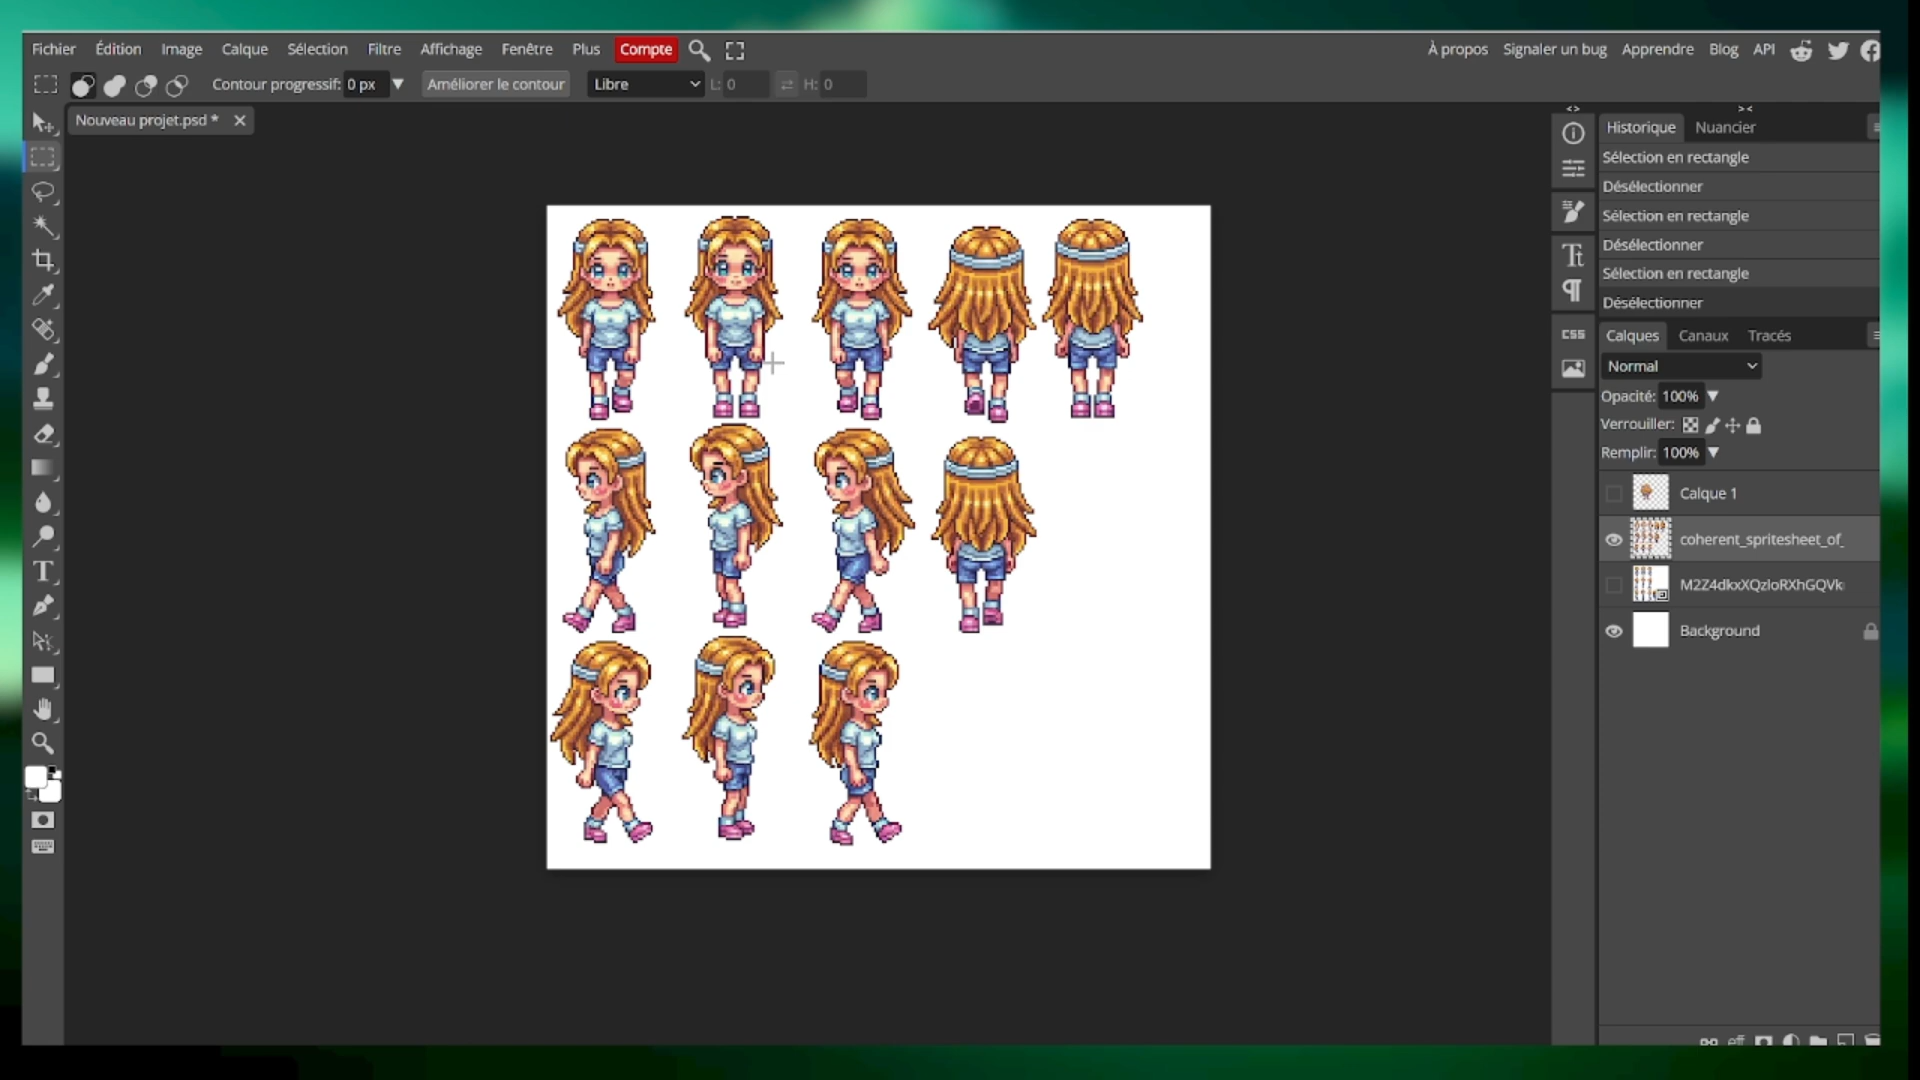 Fichier Édition Image Calque Sélection Filtre Affichage Fenêtre Plus Compte À propos Signaler un bug Apprendre Blog API
Contour progressif: 0 px Améliorer le contour Libre L: 0 H: 0
Nouveau projet.psd *
Historique Nuancier
Sélection en rectangle
Désélectionner
Sélection en rectangle
Désélectionner
Sélection en rectangle
Désélectionner
CSS
Calques Canaux Tracés
Normal
Opacité: 100%
Verrouiller:
Remplir: 100%
Calque 1
coherent_spritesheet_of_
Background